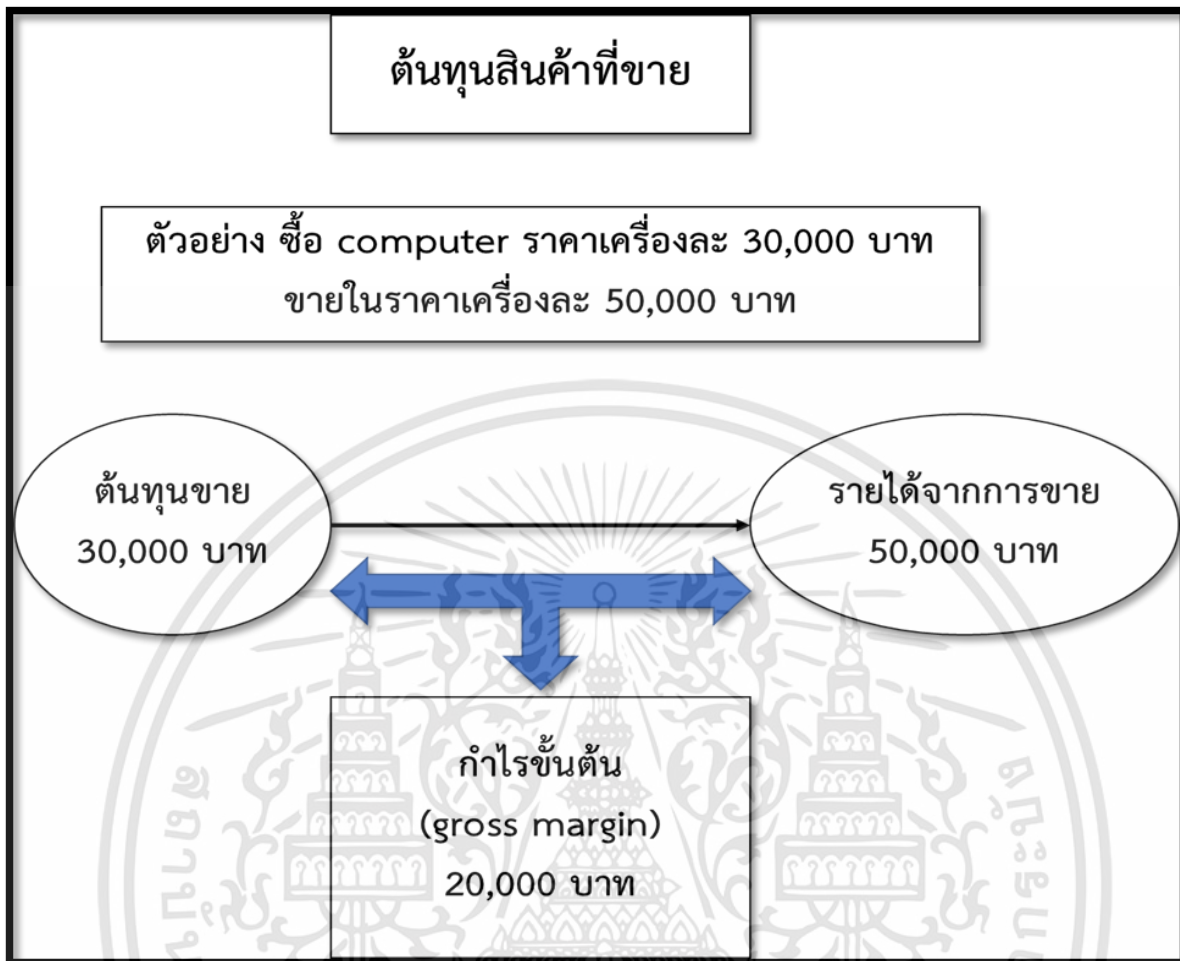 ต้นทุนสินค้าที่ขาย
ตัวอย่าง ซื้อ computer ราคาเครื่องละ 30,000 บาท
ขายในราคาเครื่องละ 50,000 บาท
ต้นทุนขาย
30,000 บาท
รายได้จากการขาย
50,000 บาท
กำไรขั้นต้น
(gross margin)
20,000 บาท